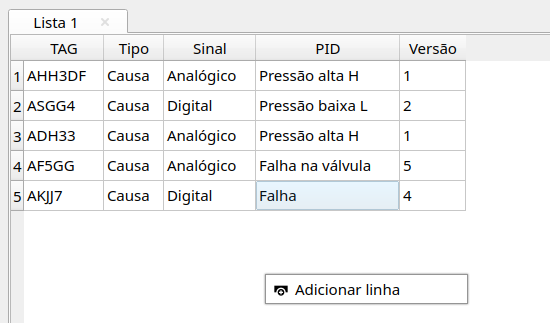 Lista 1
TAG Tipo Sinal PID Versão
1 AHH3DF Causa Analógico Pressão alta H 1
2 ASGG4 Causa Digital Pressão baixa L 2
3 ADH33 Causa Analógico Pressão alta H 1
4 AF5GG Causa Analógico Falha na válvula 5
5 AKJJ7 Causa Digital Falha 4
Adicionar linha